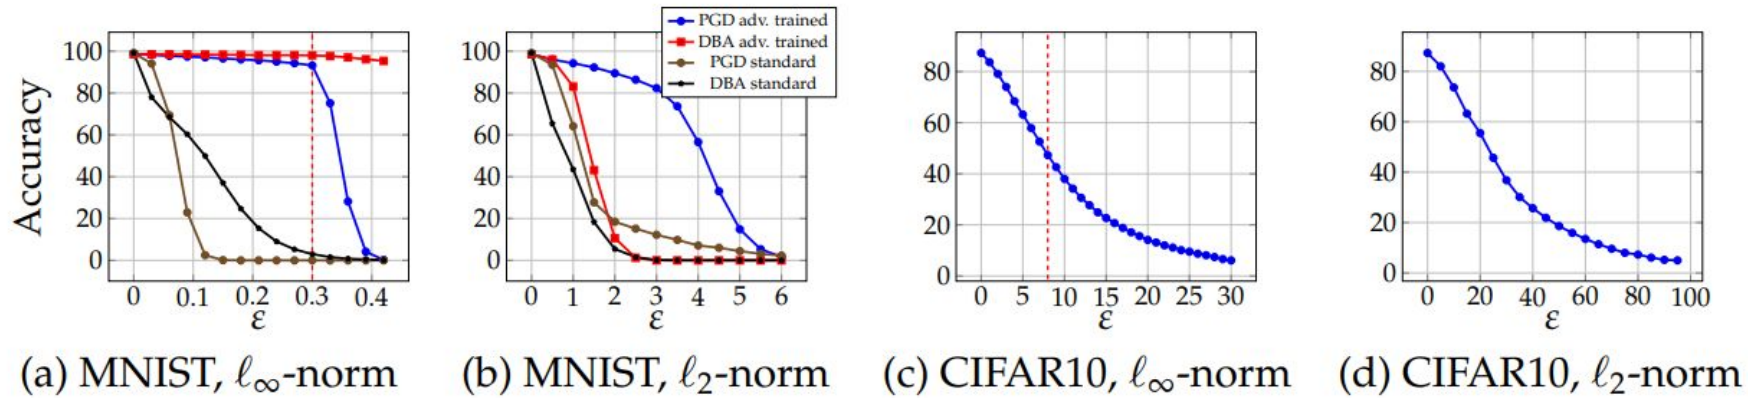 PGD adv. trained
DBA adv. trained
PGD standard
DBA standard
Accuracy
100
80
60
40
20
0
0 0.1 0.2 0.3 0.4
ε
100
80
60
40
20
0
0 1 2 3 4 5 6
ε
80
60
40
20
0
0 5 10 15 20 25 30
ε
80
60
40
20
0
0 20 40 60 80 100
ε
(a) MNIST, ℓ∞-norm
(b) MNIST, ℓ2-norm
(c) CIFAR10, ℓ∞-norm
(d) CIFAR10, ℓ2-norm